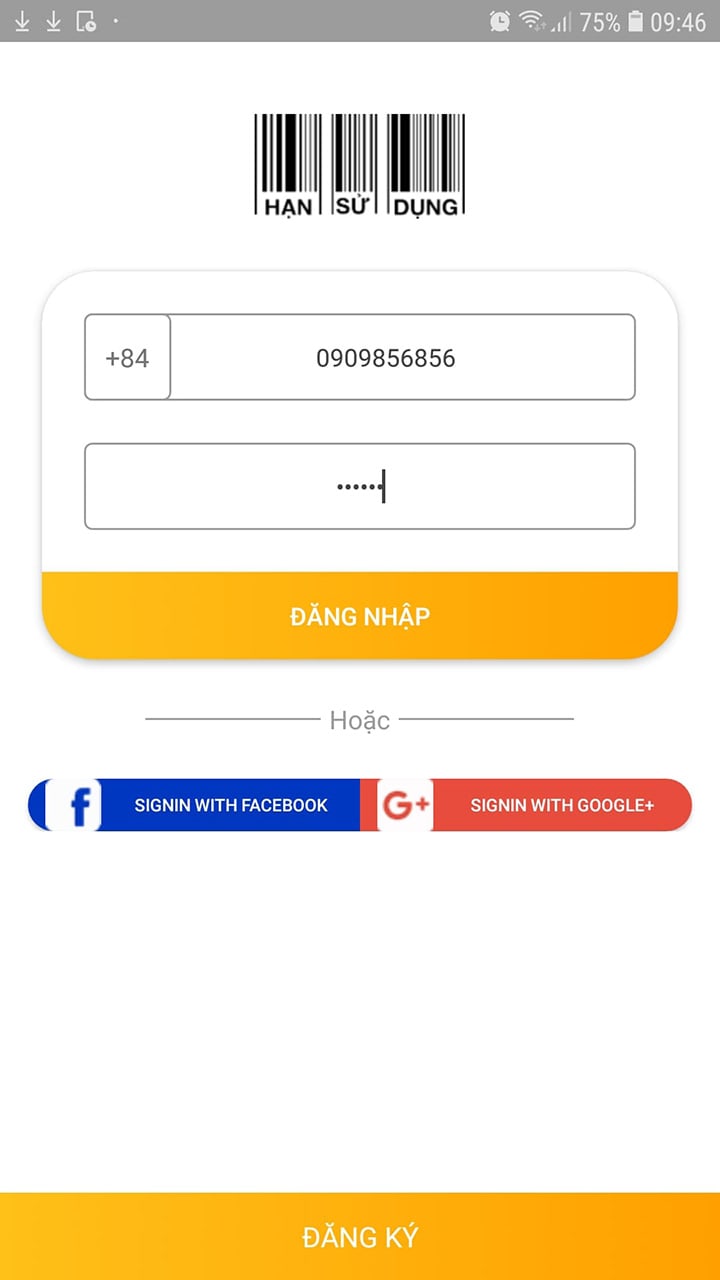 75% 09:46
HẠN SỬ DỤNG
+84 0909856856
••••••
ĐĂNG NHẬP
Hoặc
f SIGNIN WITH FACEBOOK G+ SIGNIN WITH GOOGLE+
ĐĂNG KÝ